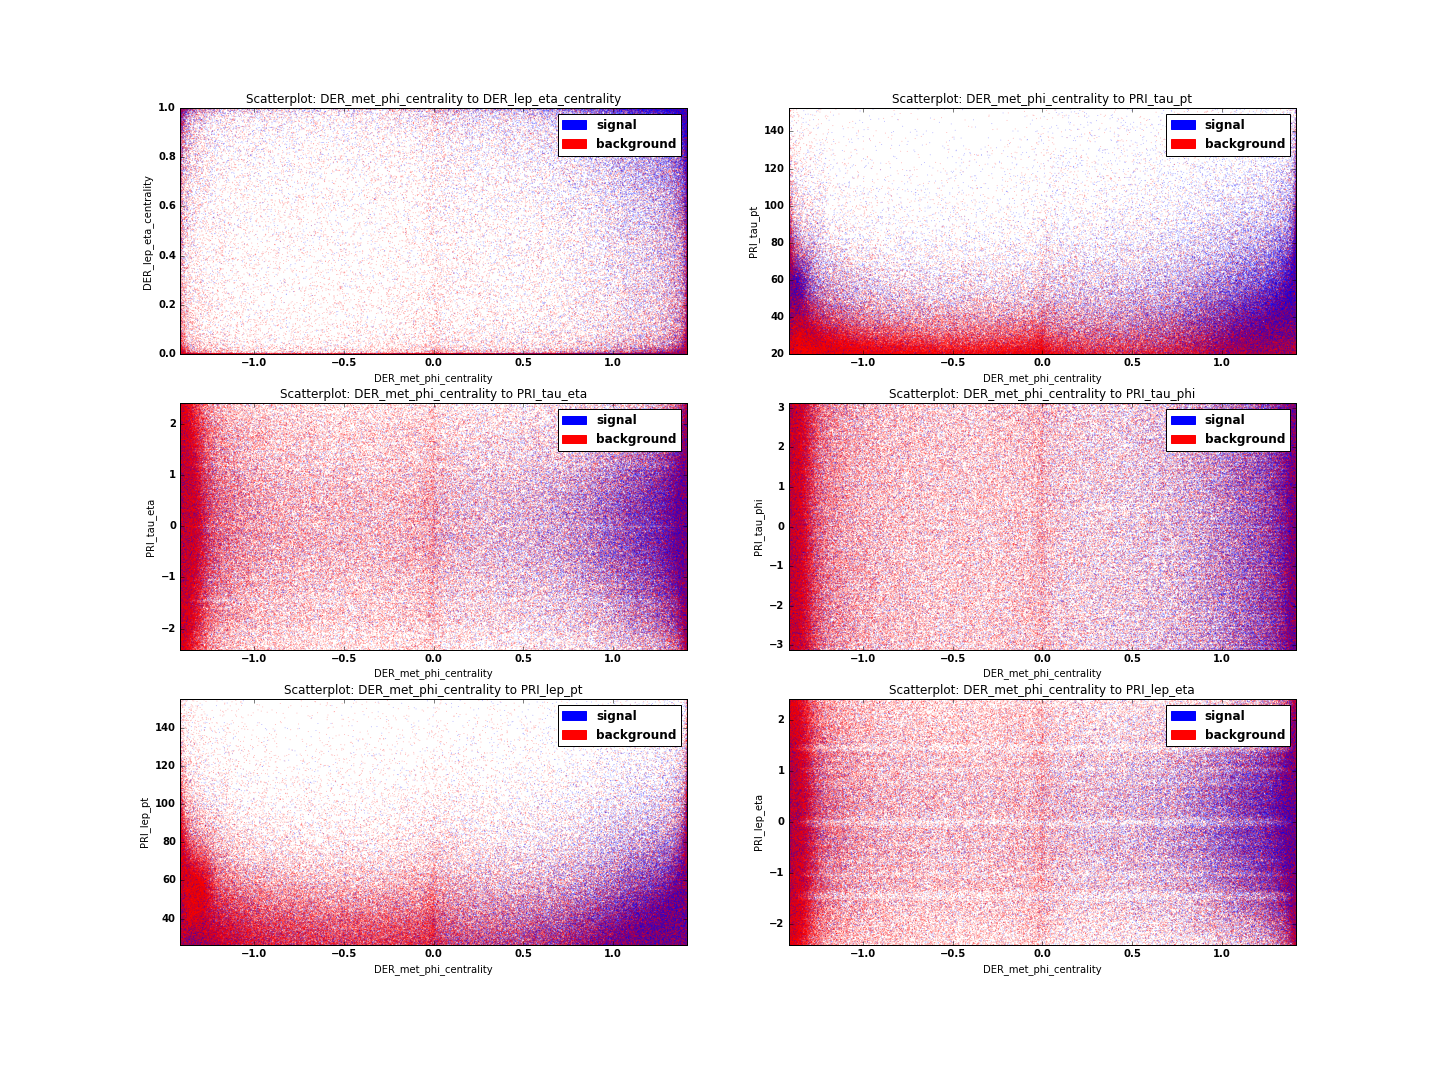 Scatterplot: DER_met_phi_centrality to DER_lep_eta_centrality
1.0
0.8
0.6
0.4
0.2
0.0
DER_lep_eta_centrality
signal
background
−1.0 −0.5 0.0 0.5 1.0
DER_met_phi_centrality
Scatterplot: DER_met_phi_centrality to PRI_tau_pt
140
120
100
80
60
40
20
PRI_tau_pt
signal
background
−1.0 −0.5 0.0 0.5 1.0
DER_met_phi_centrality
Scatterplot: DER_met_phi_centrality to PRI_tau_eta
2
1
0
−1
−2
PRI_tau_eta
signal
background
−1.0 −0.5 0.0 0.5 1.0
DER_met_phi_centrality
Scatterplot: DER_met_phi_centrality to PRI_tau_phi
3
2
1
0
−1
−2
−3
PRI_tau_phi
signal
background
−1.0 −0.5 0.0 0.5 1.0
DER_met_phi_centrality
Scatterplot: DER_met_phi_centrality to PRI_lep_pt
140
120
100
80
60
40
PRI_lep_pt
signal
background
−1.0 −0.5 0.0 0.5 1.0
DER_met_phi_centrality
Scatterplot: DER_met_phi_centrality to PRI_lep_eta
2
1
0
−1
−2
PRI_lep_eta
signal
background
−1.0 −0.5 0.0 0.5 1.0
DER_met_phi_centrality